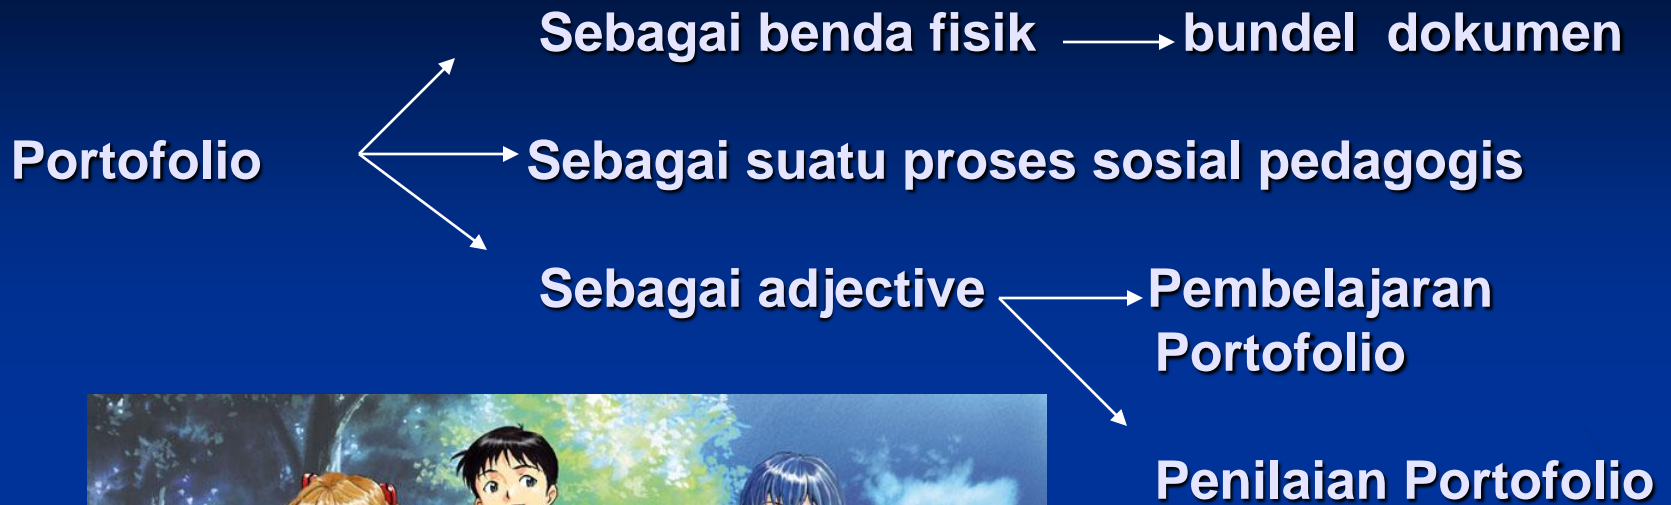 Sebagai benda fisik bundel dokumen
Portofolio Sebagai suatu proses sosial pedagogis
Sebagai adjective Pembelajaran
Portofolio
Penilaian Portofolio